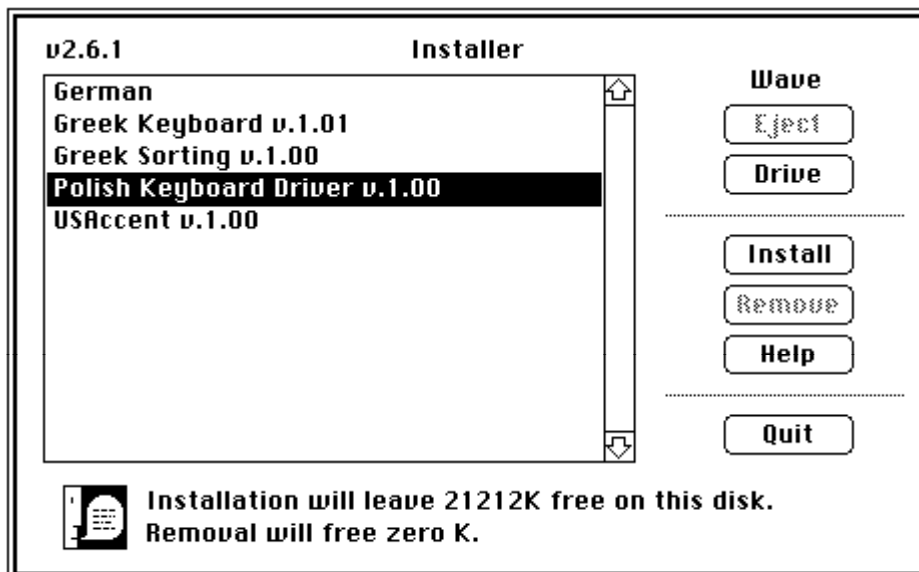 v2.6.1 Installer
German
Greek Keyboard v.1.01
Greek Sorting v.1.00
Polish Keyboard Driver v.1.00
USAccent v.1.00
Wave
Eject
Drive
Install
Remove
Help
Quit
Installation will leave 21212K free on this disk.
Removal will free zero K.